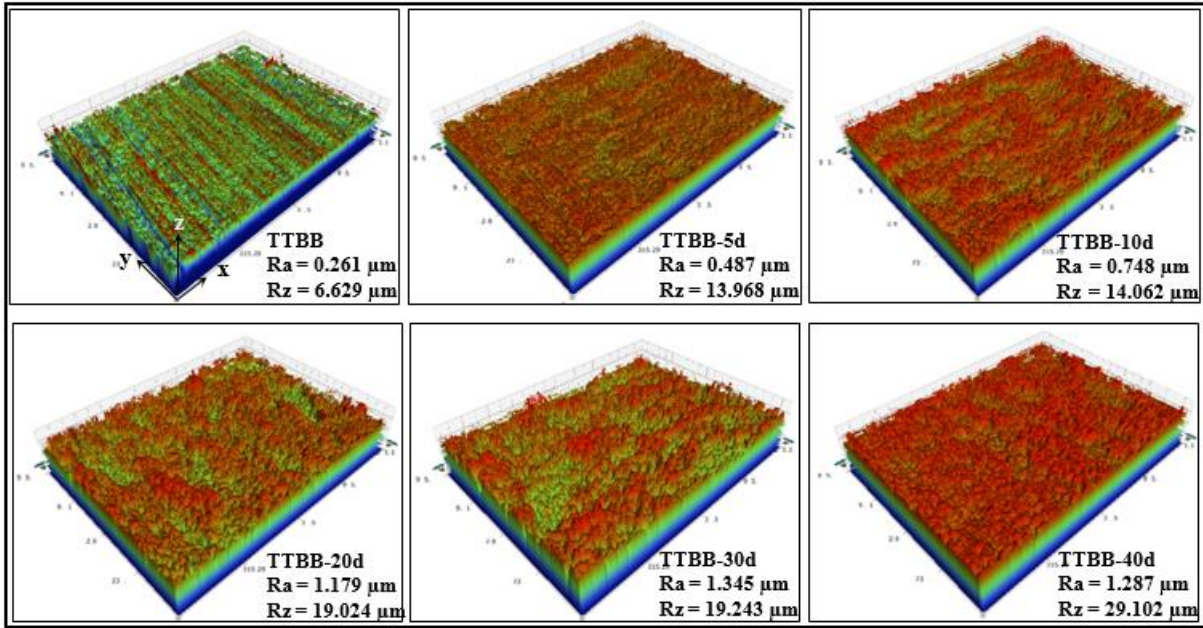 z
y
x
TTBB
Ra = 0.261 µm
Rz = 6.629 µm
TTBB-5d
Ra = 0.487 µm
Rz = 13.968 µm
TTBB-10d
Ra = 0.748 µm
Rz = 14.062 µm
TTBB-20d
Ra = 1.179 µm
Rz = 19.024 µm
TTBB-30d
Ra = 1.345 µm
Rz = 19.243 µm
TTBB-40d
Ra = 1.287 µm
Rz = 29.102 µm